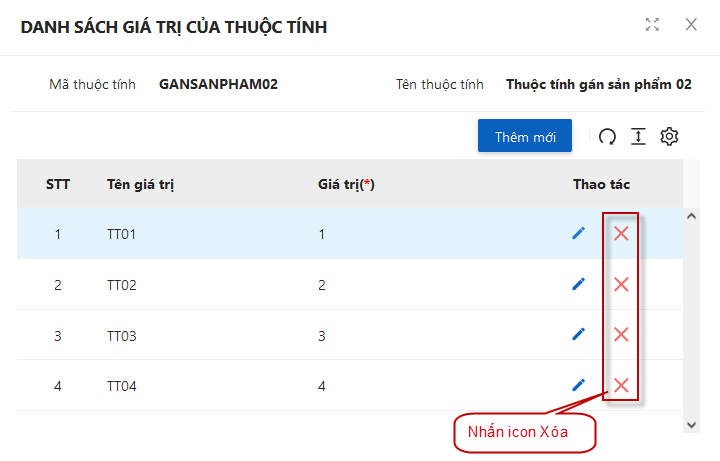 DANH SÁCH GIÁ TRỊ CỦA THUỘC TÍNH
Mã thuộc tính GANSANPHAM02 Tên thuộc tính Thuộc tính gán sản phẩm 02
Thêm mới
STT Tên giá trị Giá trị(*) Thao tác
1 TT01 1
2 TT02 2
3 TT03 3
4 TT04 4
Nhấn icon Xóa